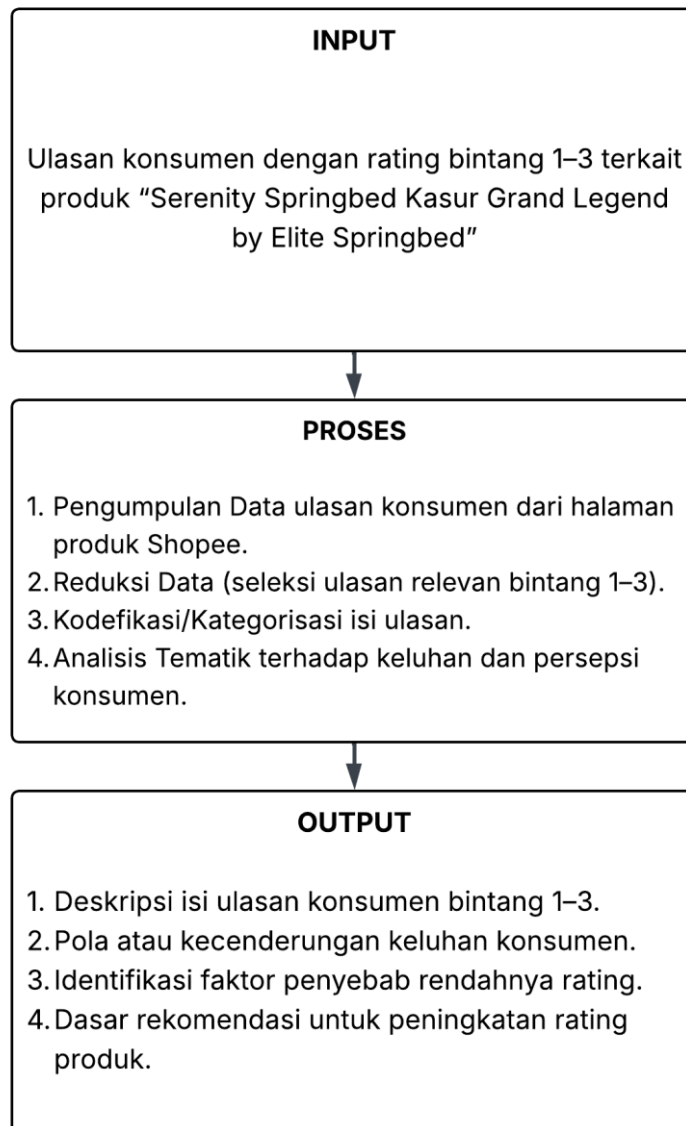 INPUT
Ulasan konsumen dengan rating bintang 1–3 terkait
produk “Serenity Springbed Kasur Grand Legend
by Elite Springbed”
PROSES
1. Pengumpulan Data ulasan konsumen dari halaman
produk Shopee.
2. Reduksi Data (seleksi ulasan relevan bintang 1–3).
3. Kodefikasi/Kategorisasi isi ulasan.
4. Analisis Tematik terhadap keluhan dan persepsi
konsumen.
OUTPUT
1. Deskripsi isi ulasan konsumen bintang 1–3.
2. Pola atau kecenderungan keluhan konsumen.
3. Identifikasi faktor penyebab rendahnya rating.
4. Dasar rekomendasi untuk peningkatan rating
produk.